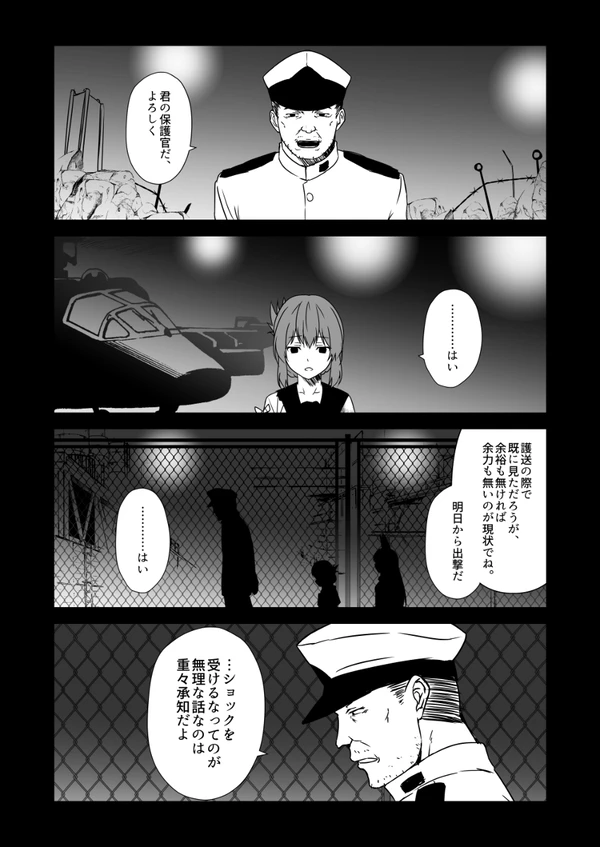 君の保護官だ、
よろしく
………はい
護送の際で
既に見ただろうが、
余裕も無ければ
余力も無いのが現状でね。
明日から出撃だ
…………はい
…ショックを
受けるなってのが
無理な話なのは
重々承知だよ